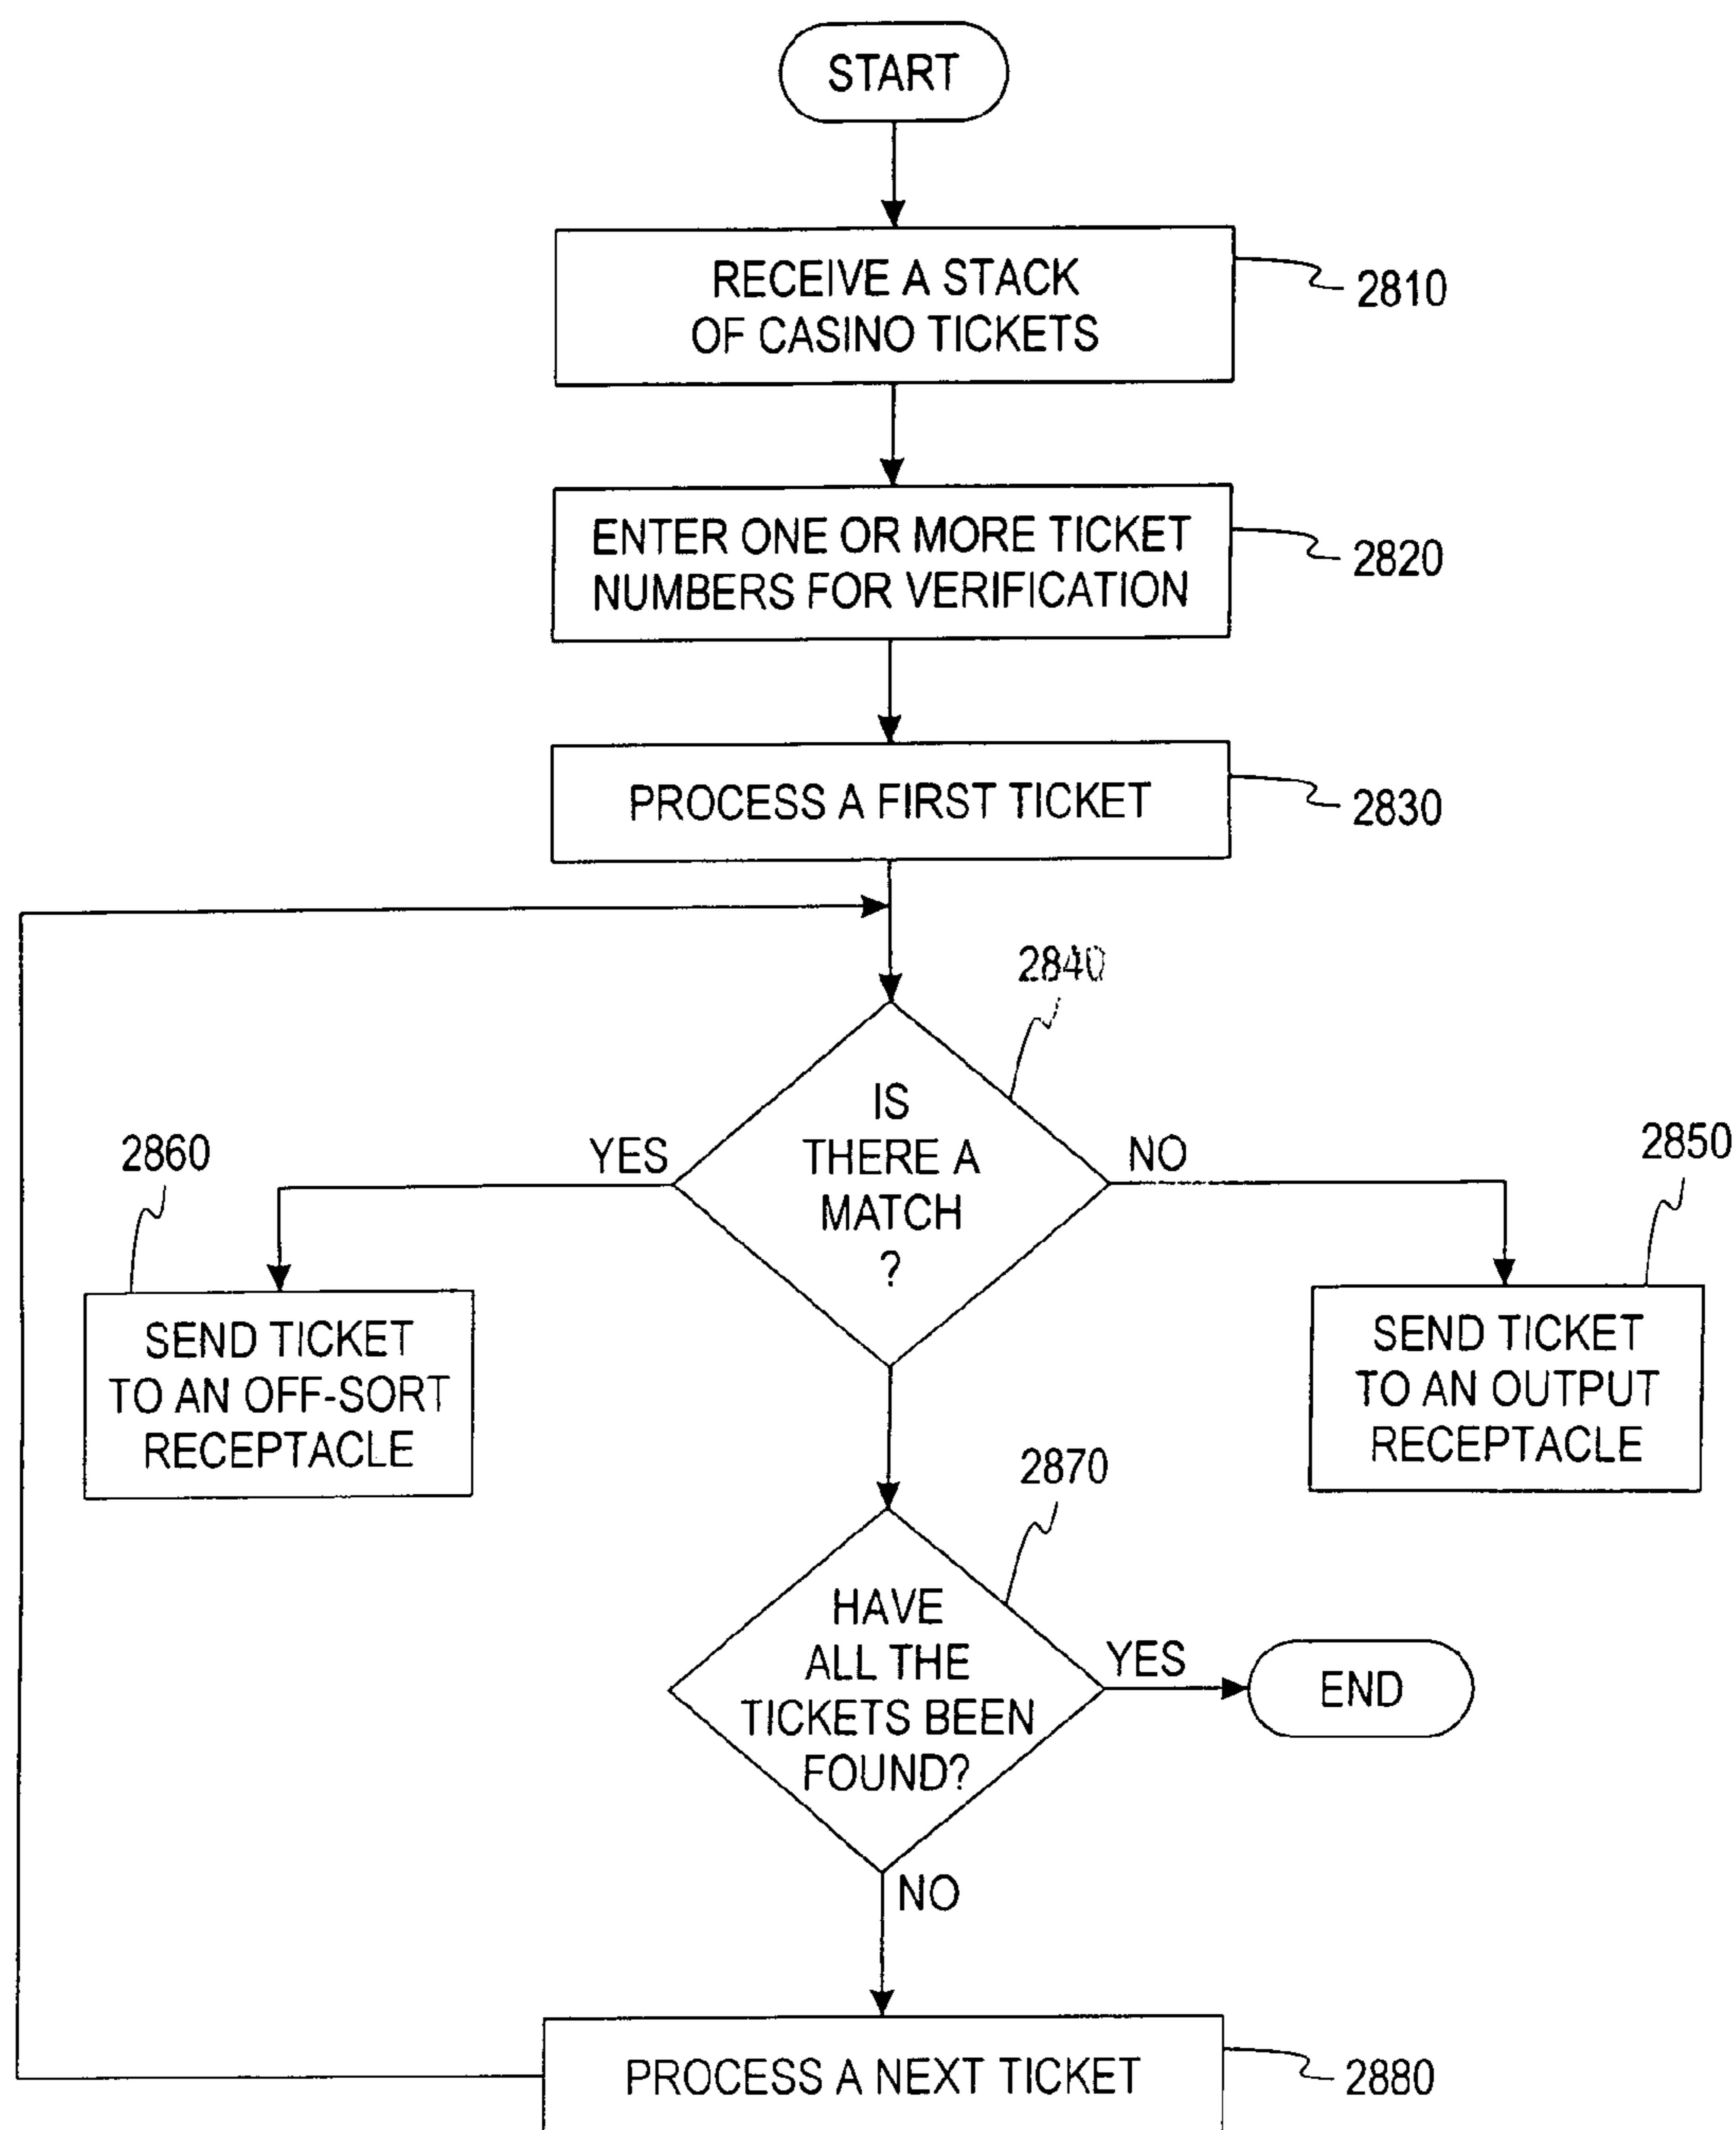 START
RECEIVE A STACK
OF CASINO TICKETS
2810
ENTER ONE OR MORE TICKET
NUMBERS FOR VERIFICATION
2820
PROCESS A FIRST TICKET
2830
2840
IS
THERE A
MATCH
?
YES
NO
2860
SEND TICKET
TO AN OFF-SORT
RECEPTACLE
2850
SEND TICKET
TO AN OUTPUT
RECEPTACLE
2870
HAVE
ALL THE
TICKETS BEEN
FOUND?
YES
END
NO
PROCESS A NEXT TICKET
2880